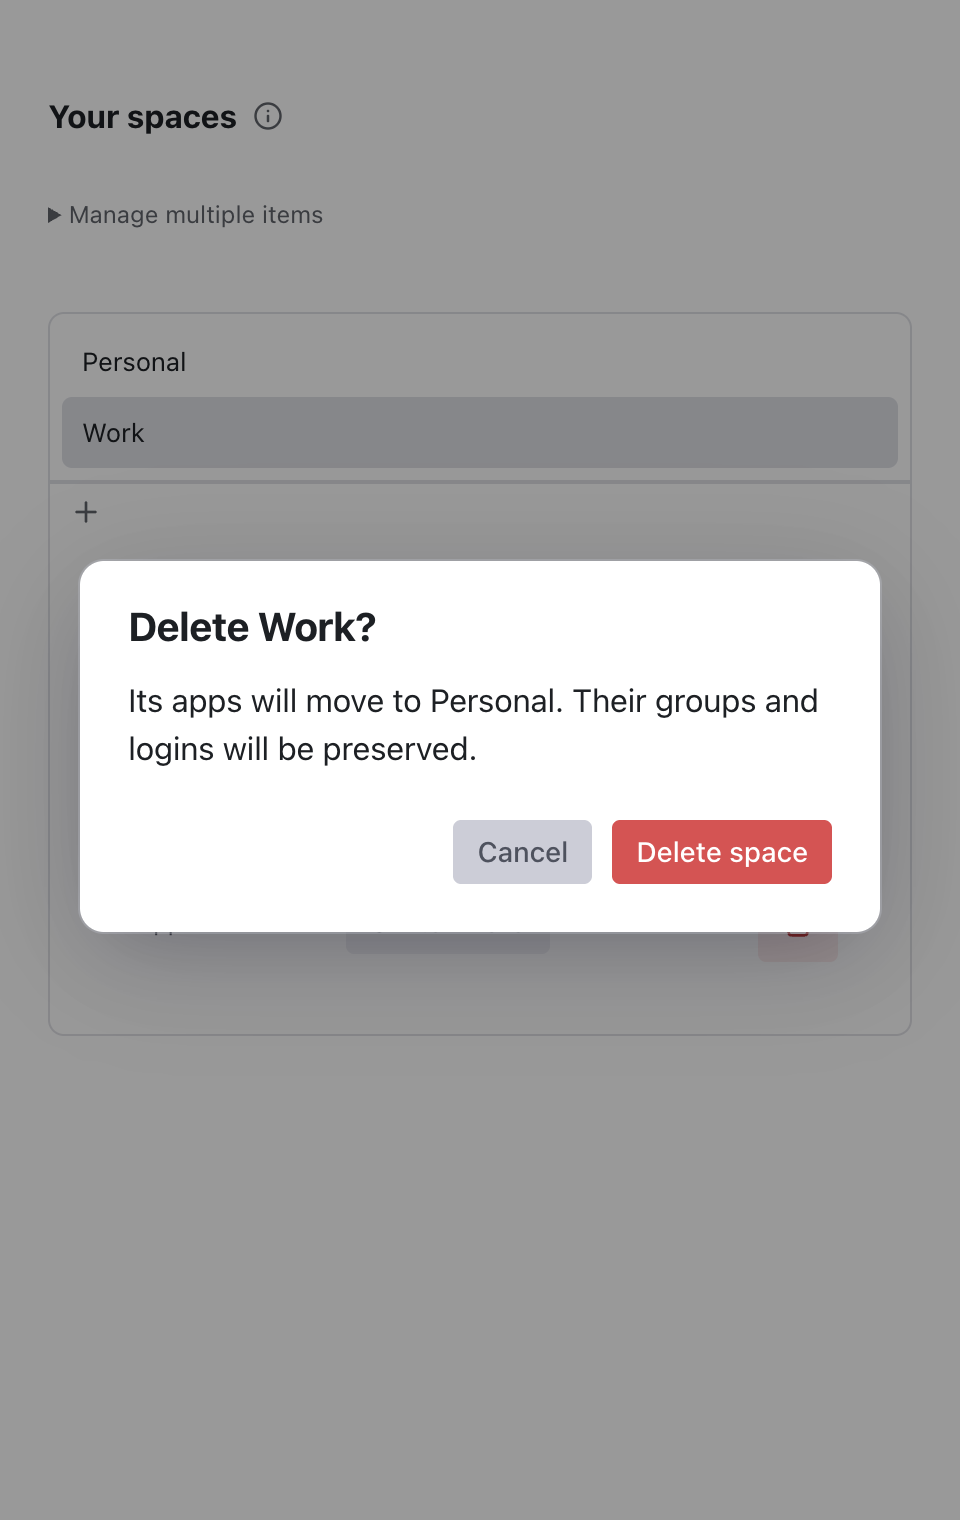 Your spaces
Manage multiple items
Personal
Work
Delete Work?
Its apps will move to Personal. Their groups and
logins will be preserved.
Cancel
Delete space